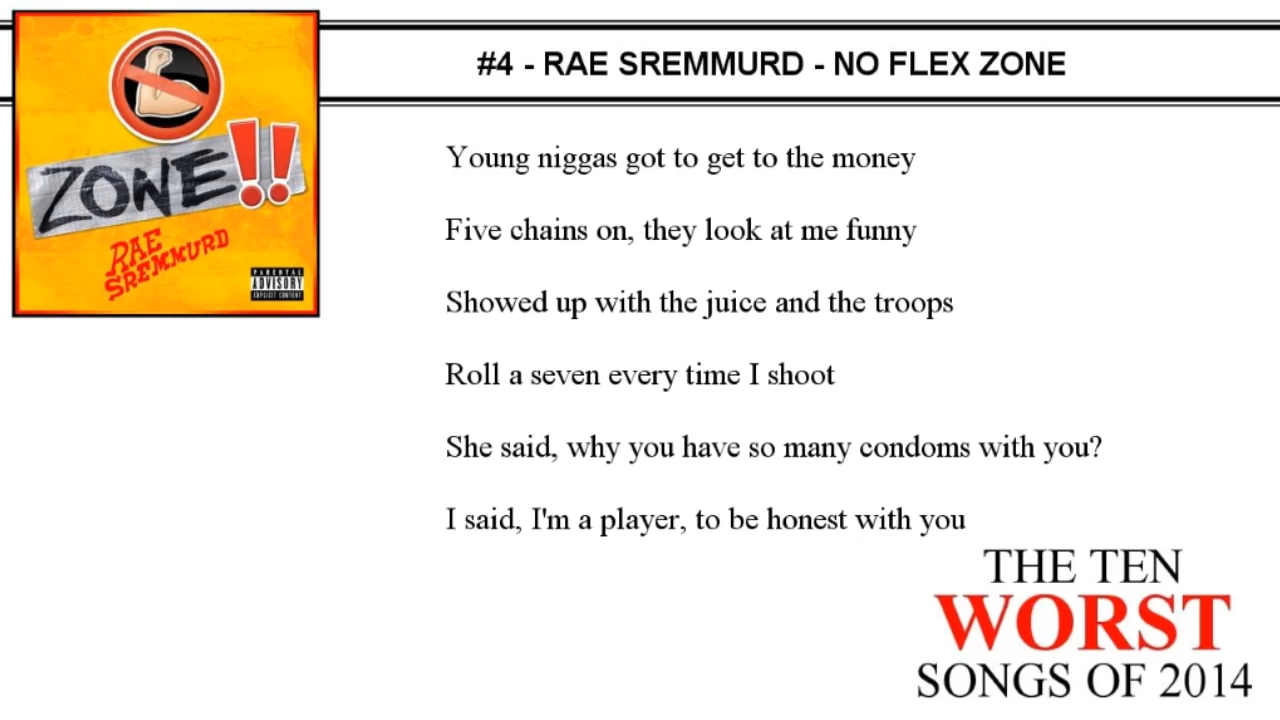 #4 - RAE SREMMURD - NO FLEX ZONE
ZONE!!
RAE
SREMMURD
PARENTAL
ADVISORY
EXPLICIT CONTENT
Young niggas got to get to the money
Five chains on, they look at me funny
Showed up with the juice and the troops
Roll a seven every time I shoot
She said, why you have so many condoms with you?
I said, I'm a player, to be honest with you
THE TEN
WORST
SONGS OF 2014